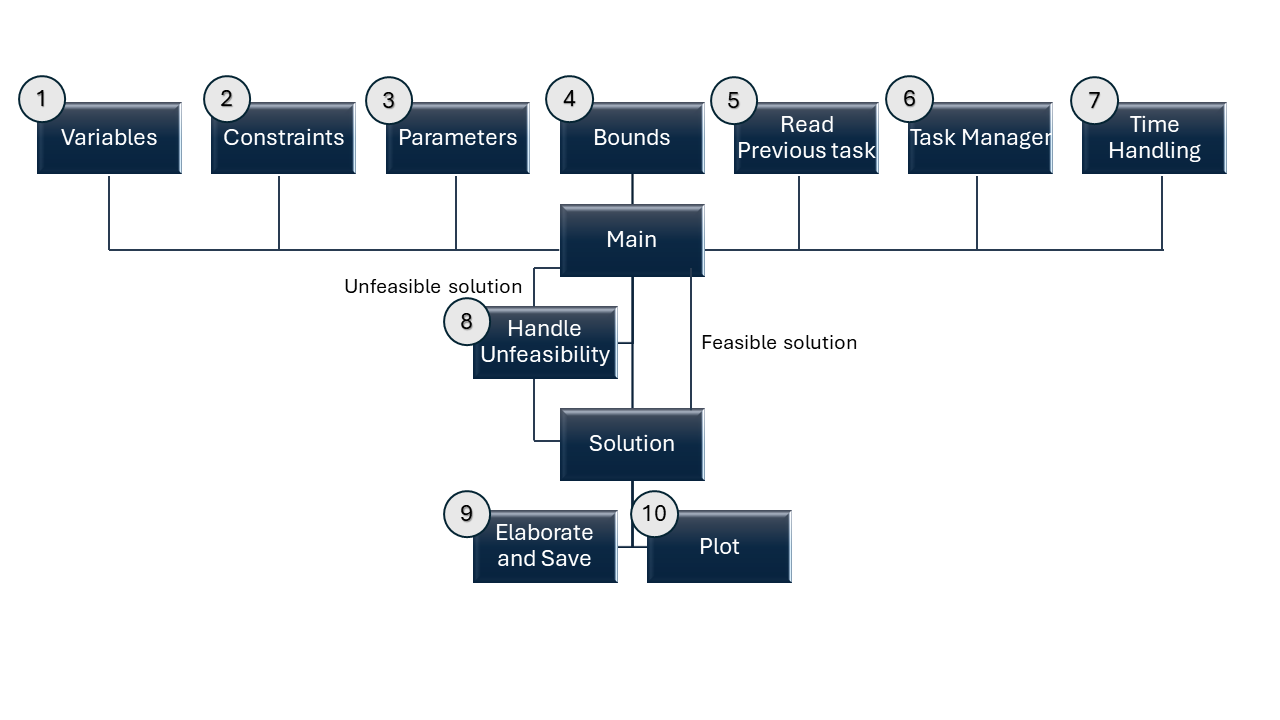 1
Variables
2
Constraints
3
Parameters
4
Bounds
5
Read
Previous task
6
Task Manager
7
Time
Handling
Main
Unfeasible solution
8
Handle
Unfeasibility
Feasible solution
Solution
9
Elaborate
and Save
10
Plot